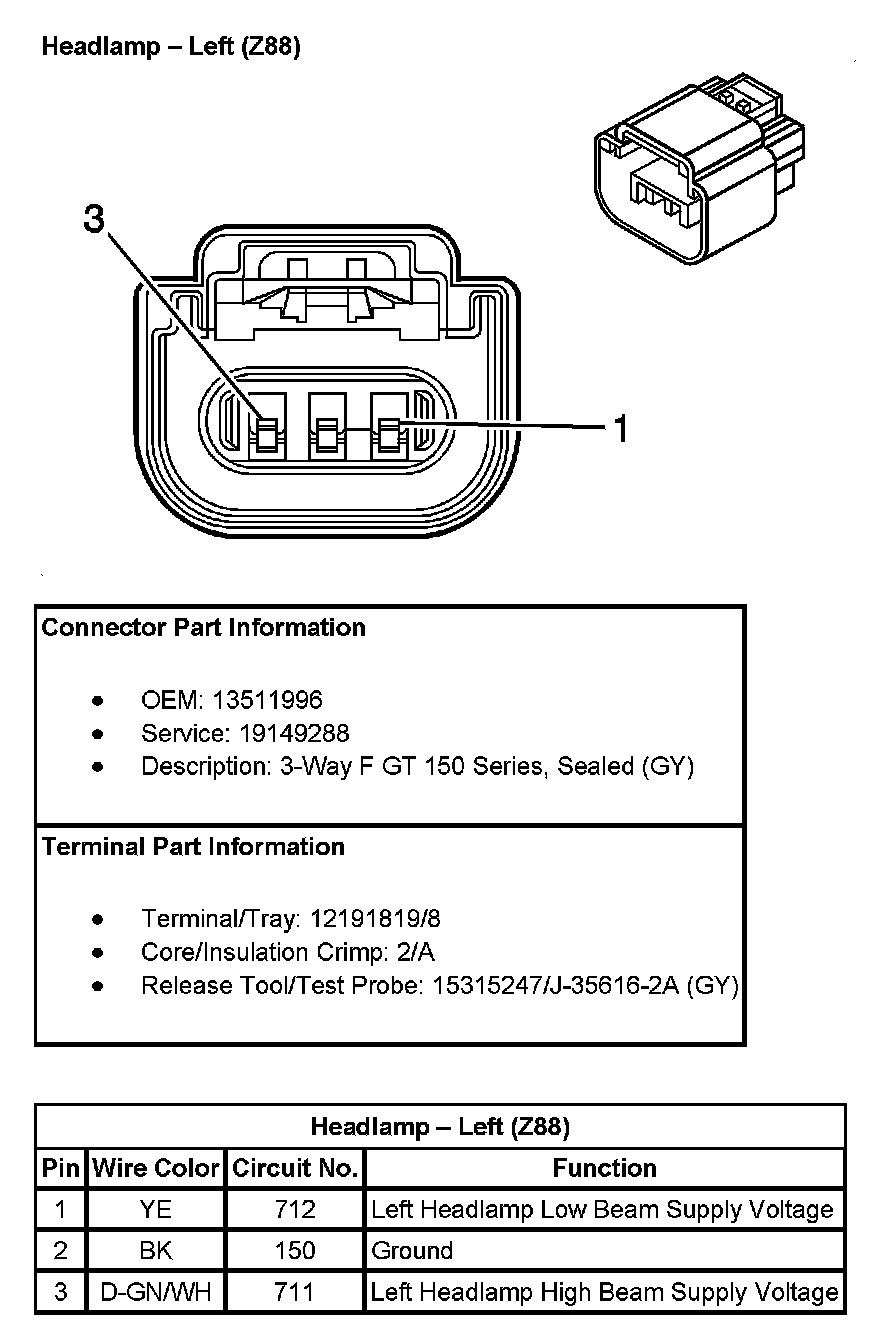 Headlamp – Left (Z88)
3
1
Connector Part Information
● OEM: 13511996
● Service: 19149288
● Description: 3-Way F GT 150 Series, Sealed (GY)
Terminal Part Information
● Terminal/Tray: 12191819/8
● Core/Insulation Crimp: 2/A
● Release Tool/Test Probe: 15315247/J-35616-2A (GY)
Headlamp – Left (Z88)
Pin Wire Color Circuit No. Function
1 YE 712 Left Headlamp Low Beam Supply Voltage
2 BK 150 Ground
3 D-GN/WH 711 Left Headlamp High Beam Supply Voltage